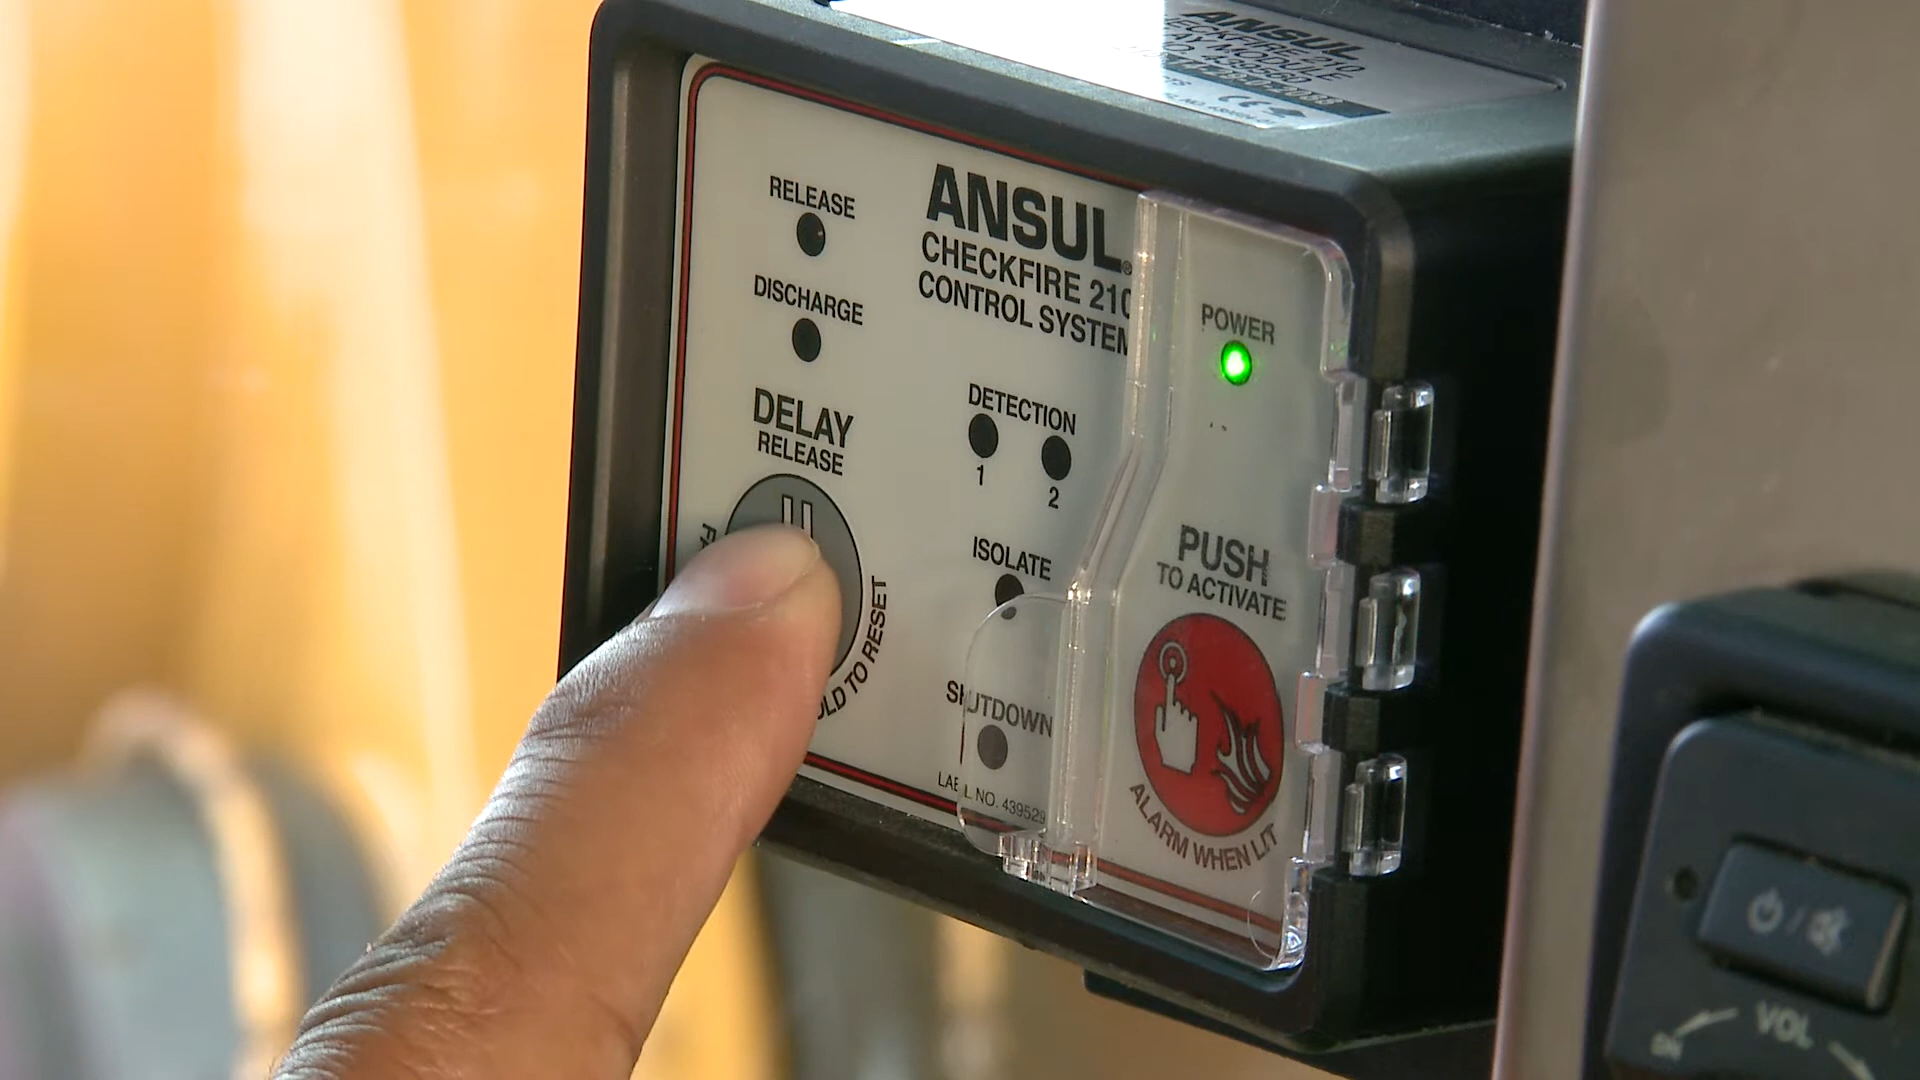 ANSUL
RELEASE
DISCHARGE
DELAY
RELEASE
HOLD TO RESET
ANSUL®
CHECKFIRE 210
CONTROL SYSTEM
DETECTION
1
2
ISOLATE
SHUTDOWN
LABEL NO. 439529
POWER
PUSH
TO ACTIVATE
ALARM WHEN LIT
VOL